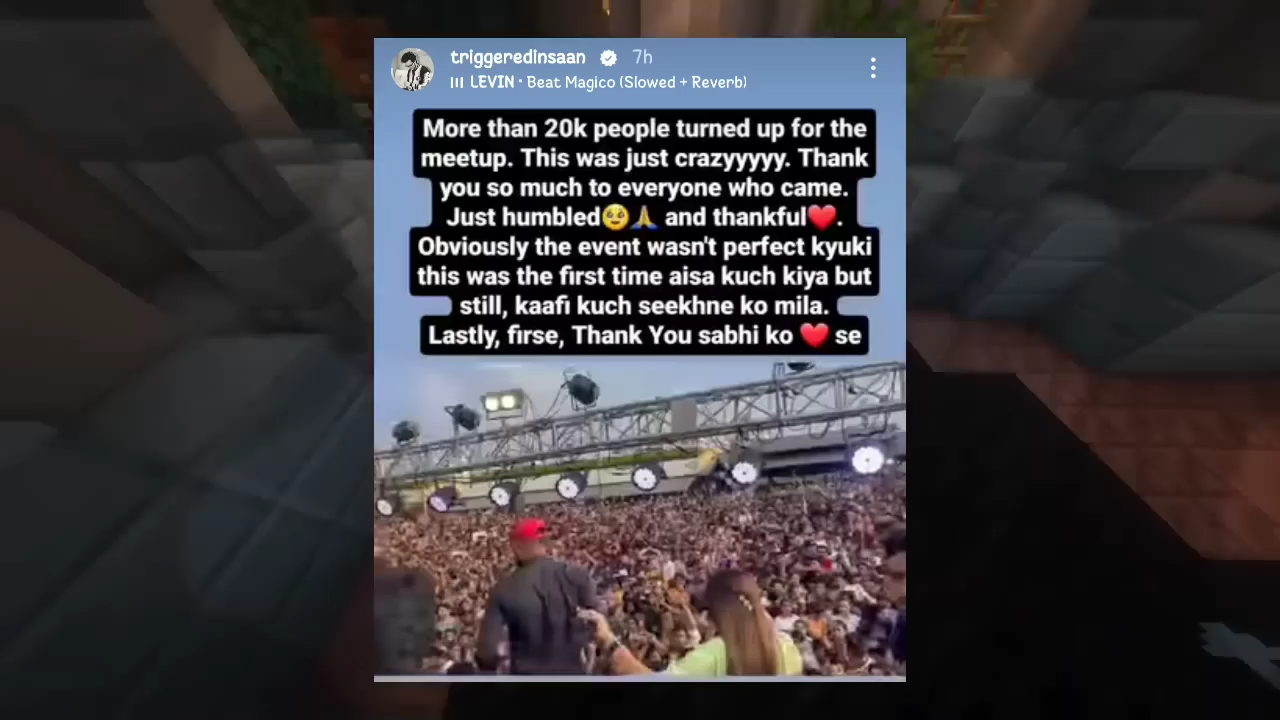 triggeredinsaan 7h
LEVIN • Beat Magico (Slowed + Reverb)
More than 20k people turned up for the
meetup. This was just crazyyyyy. Thank
you so much to everyone who came.
Just humbled🥹🙏 and thankful❤️.
Obviously the event wasn't perfect kyuki
this was the first time aisa kuch kiya but
still, kaafi kuch seekhne ko mila.
Lastly, firse, Thank You sabhi ko ❤️ se